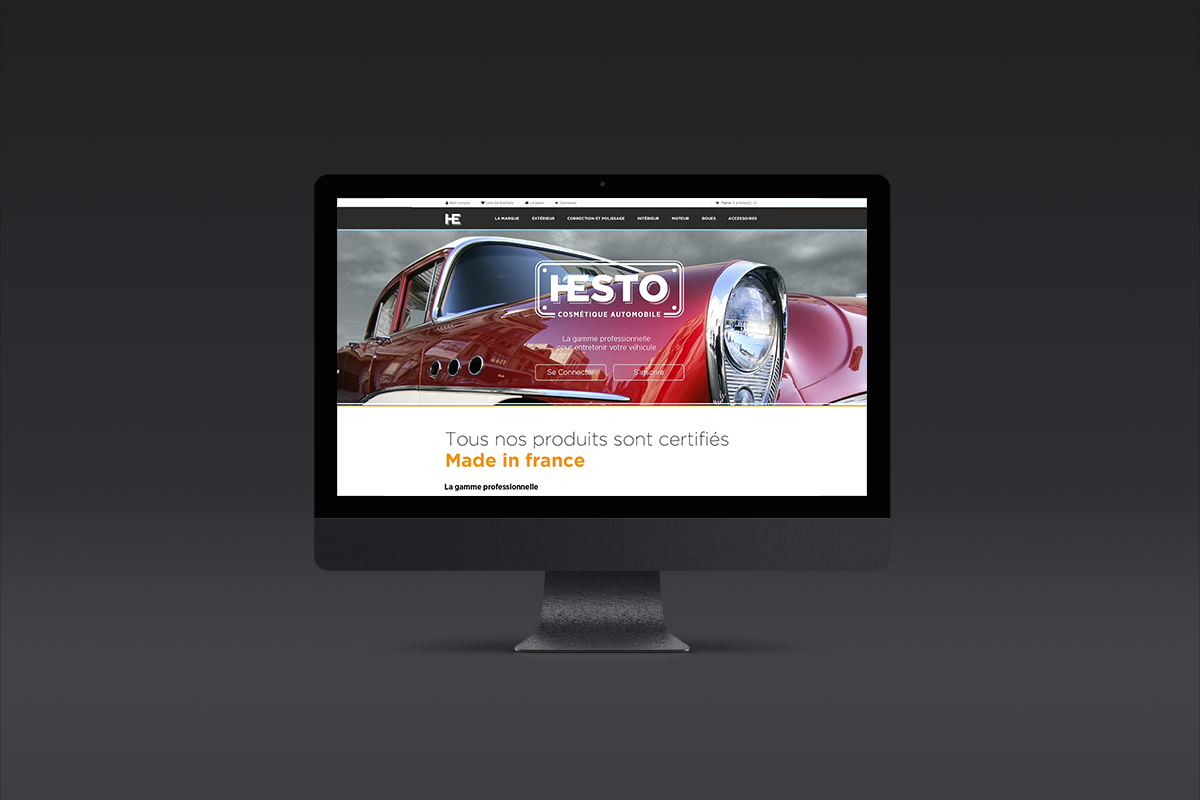 Mon compte Liste De Souhaits Livraison Connexion Panier 0 article(s) - 0
HE LA MARQUE EXTÉRIEUR CORRECTION ET POLISSAGE INTÉRIEUR MOTEUR ROUES ACCESSOIRES
HESTO
COSMÉTIQUE AUTOMOBILE
La gamme professionnelle
pour entretenir votre véhicule
Se Connecter S'inscrire
Tous nos produits sont certifiés
Made in france
La gamme professionnelle